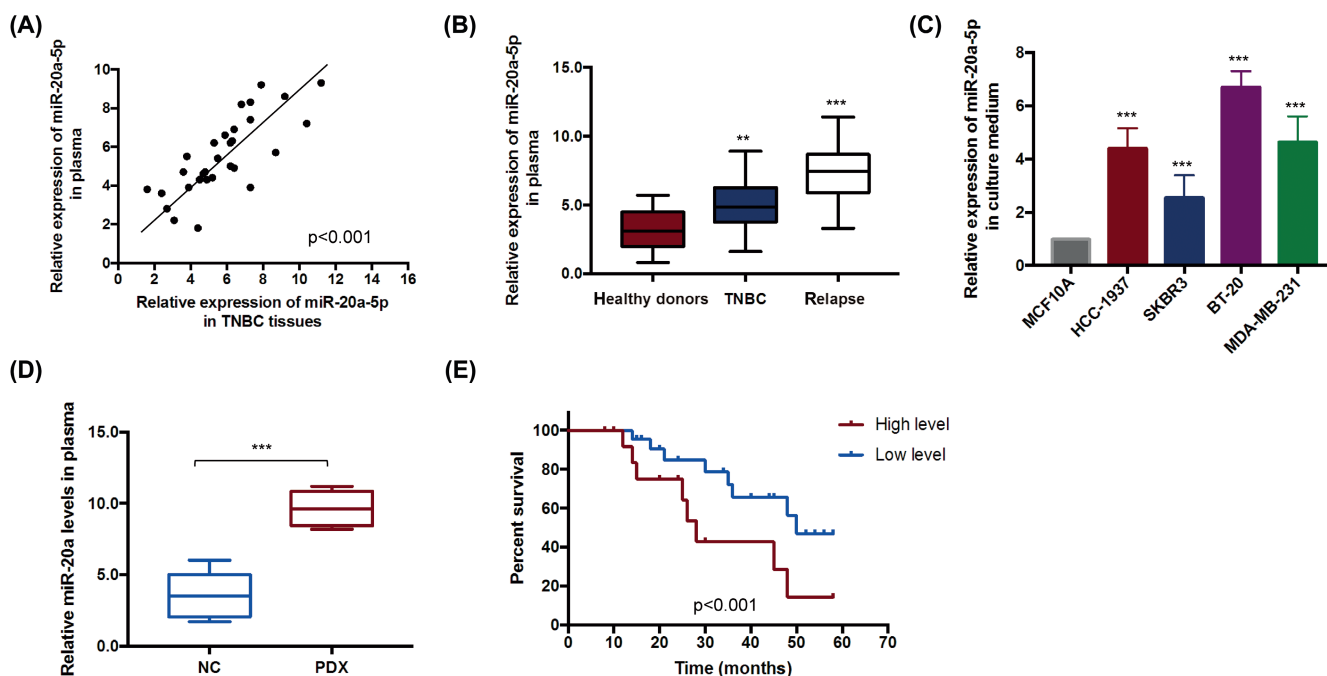 (A)
Relative expression of miR-20a-5p
in plasma
10
8
6
4
2
0
0 2 4 6 8 10 12 14 16
p<0.001
Relative expression of miR-20a-5p
in TNBC tissues
(B)
Relative expression of miR-20a-5p
in plasma
15.0
10.0
5.0
0.0
**
***
Healthy donors TNBC Relapse
(C)
Relative expression of miR-20a-5p
in culture medium
8
6
4
2
0
***
***
***
***
MCF10A
HCC-1937
SKBR3
BT-20
MDA-MB-231
(D)
Relative miR-20a levels in plasma
15.0
10.0
5.0
0.0
***
NC PDX
(E)
Percent survival
100
80
60
40
20
0
High level
Low level
p<0.001
0 10 20 30 40 50 60 70
Time (months)